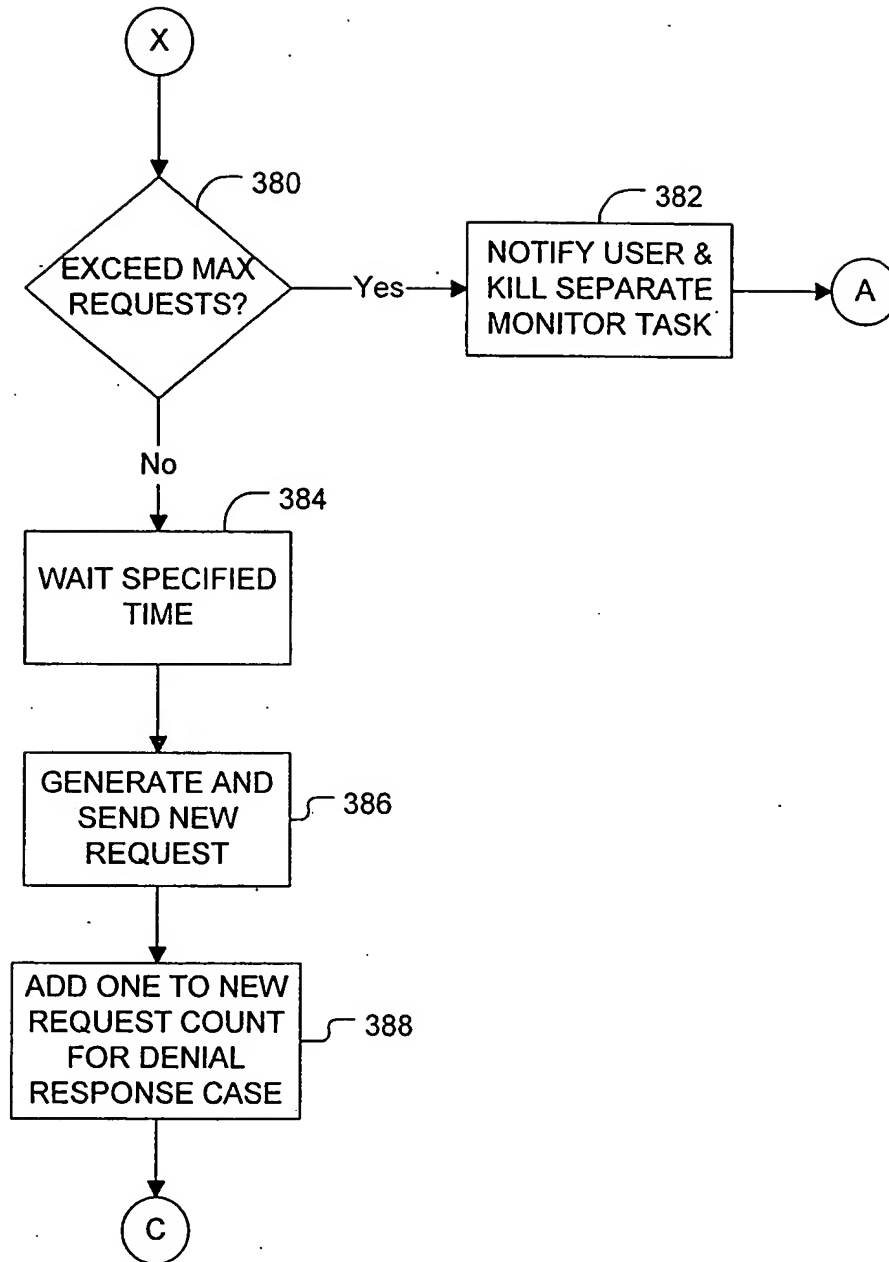 X
380
EXCEED MAX
REQUESTS?
Yes
382
NOTIFY USER &
KILL SEPARATE
MONITOR TASK
A
No
384
WAIT SPECIFIED
TIME
GENERATE AND
SEND NEW
REQUEST
386
ADD ONE TO NEW
REQUEST COUNT
FOR DENIAL
RESPONSE CASE
388
C